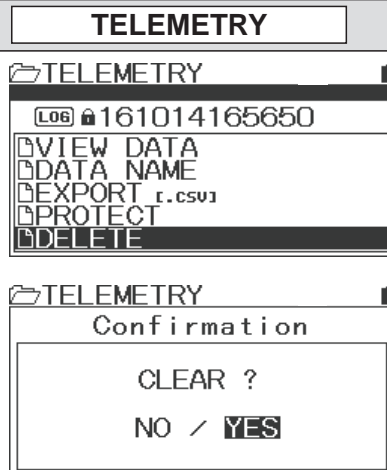 TELEMETRY
TELEMETRY
LOG 161014165650
VIEW DATA
DATA NAME
EXPORT [.CSV]
PROTECT
DELETE
TELEMETRY
Confirmation
CLEAR ?
NO / YES